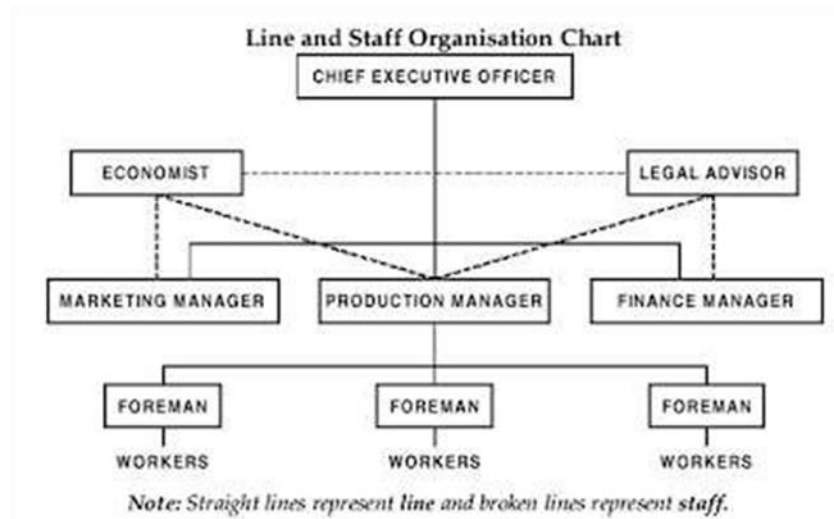 Line and Staff Organisation Chart
CHIEF EXECUTIVE OFFICER
ECONOMIST
LEGAL ADVISOR
MARKETING MANAGER
PRODUCTION MANAGER
FINANCE MANAGER
FOREMAN
FOREMAN
FOREMAN
WORKERS
WORKERS
WORKERS
Note: Straight lines represent line and broken lines represent staff.